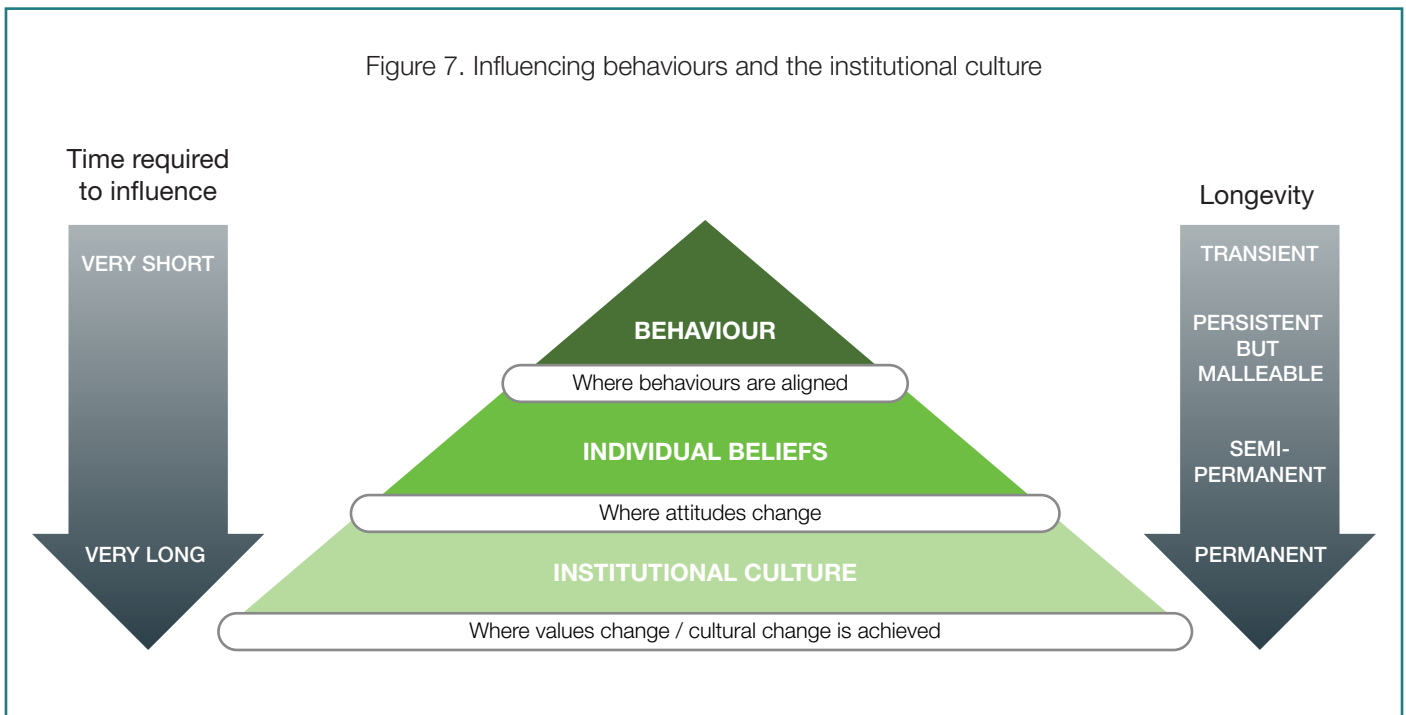 Figure 7. Influencing behaviours and the institutional culture
Time required
to influence
VERY SHORT
VERY LONG
BEHAVIOUR
Where behaviours are aligned
INDIVIDUAL BELIEFS
Where attitudes change
INSTITUTIONAL CULTURE
Where values change / cultural change is achieved
Longevity
TRANSIENT
PERSISTENT
BUT
MALLEABLE
SEMI-
PERMANENT
PERMANENT